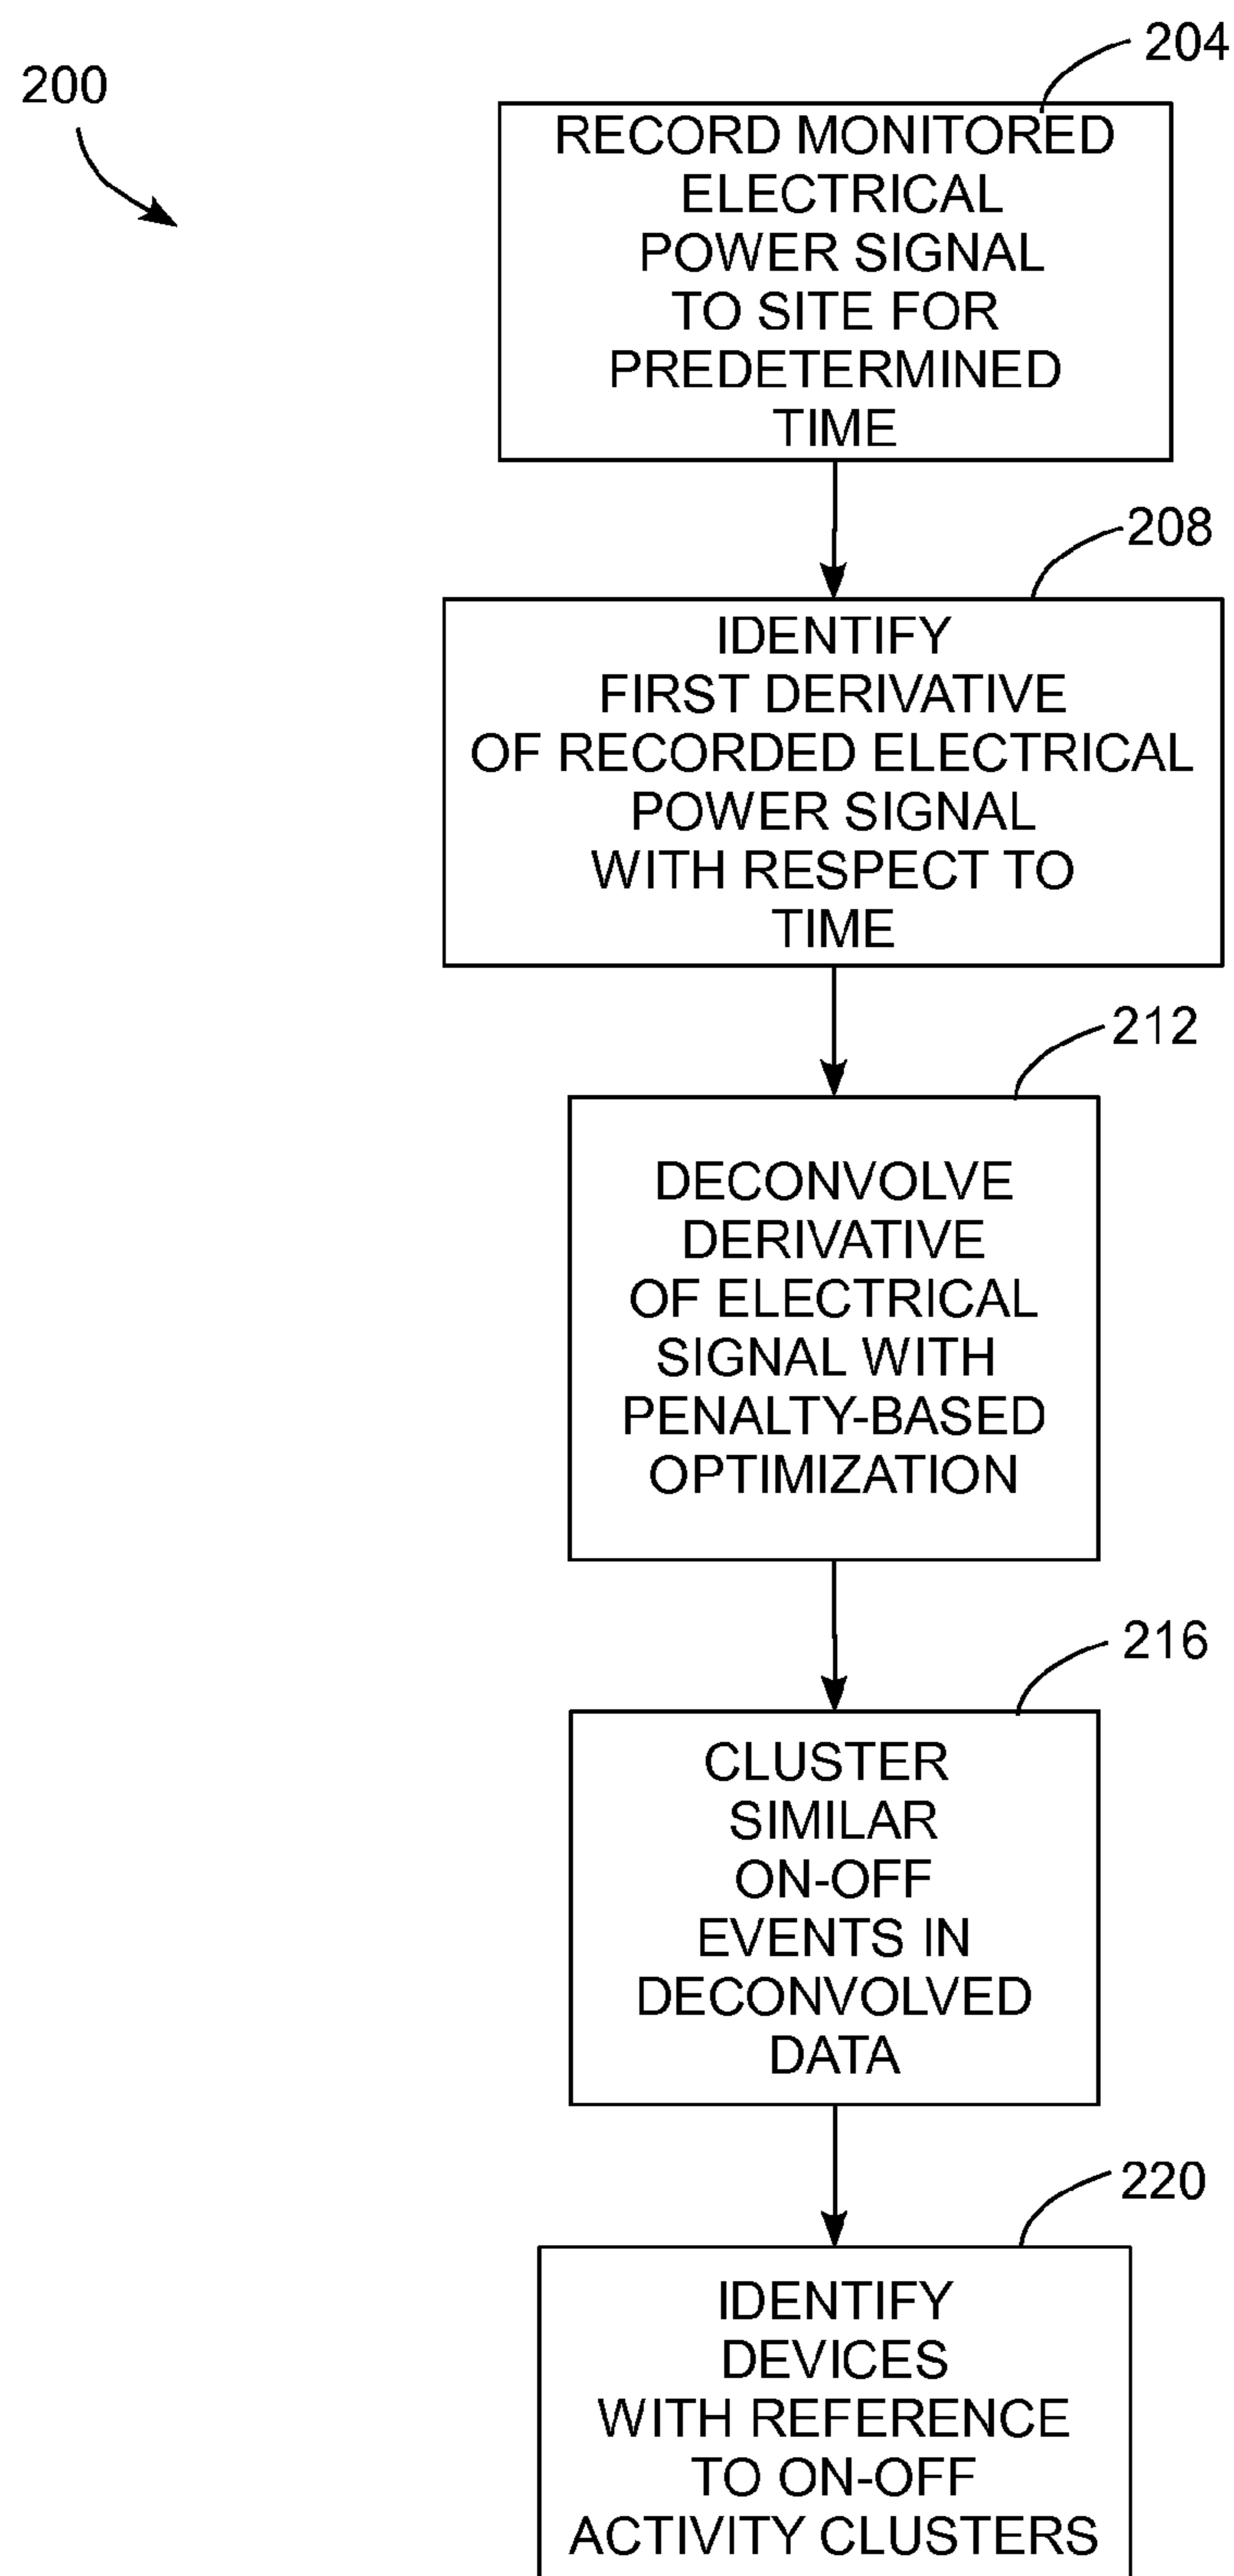 200
204
RECORD MONITORED
ELECTRICAL
POWER SIGNAL
TO SITE FOR
PREDETERMINED
TIME
208
IDENTIFY
FIRST DERIVATIVE
OF RECORDED ELECTRICAL
POWER SIGNAL
WITH RESPECT TO
TIME
212
DECONVOLVE
DERIVATIVE
OF ELECTRICAL
SIGNAL WITH
PENALTY-BASED
OPTIMIZATION
216
CLUSTER
SIMILAR
ON-OFF
EVENTS IN
DECONVOLVED
DATA
220
IDENTIFY
DEVICES
WITH REFERENCE
TO ON-OFF
ACTIVITY CLUSTERS